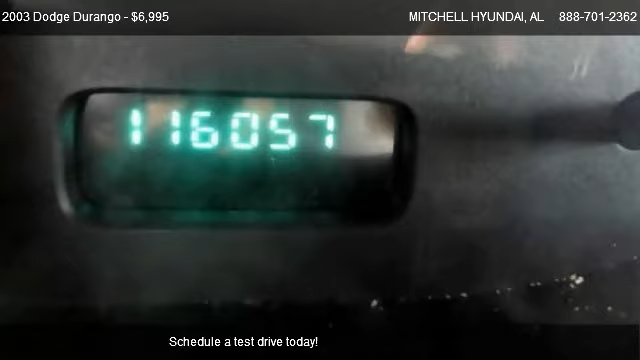 2003 Dodge Durango - $6,995 MITCHELL HYUNDAI, AL 888-701-2362
116057
Schedule a test drive today!